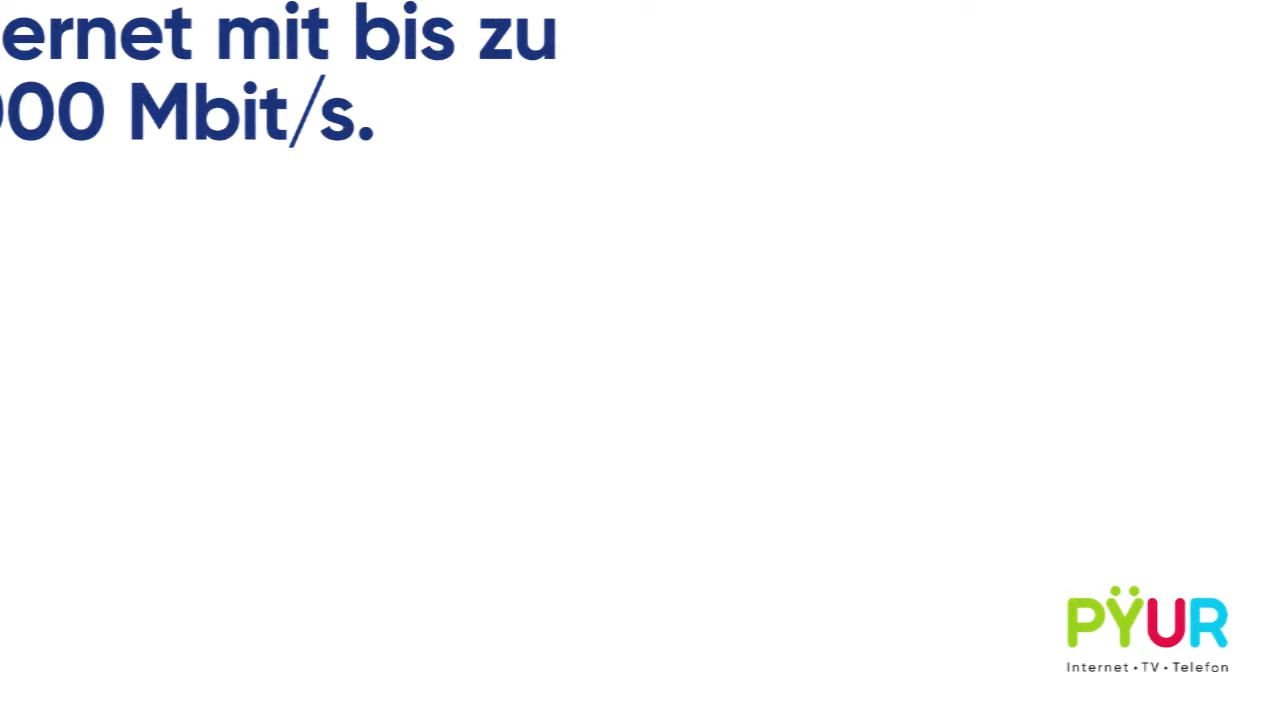 ernet mit bis zu
00 Mbit/s.
PŸUR
Internet • TV • Telefon